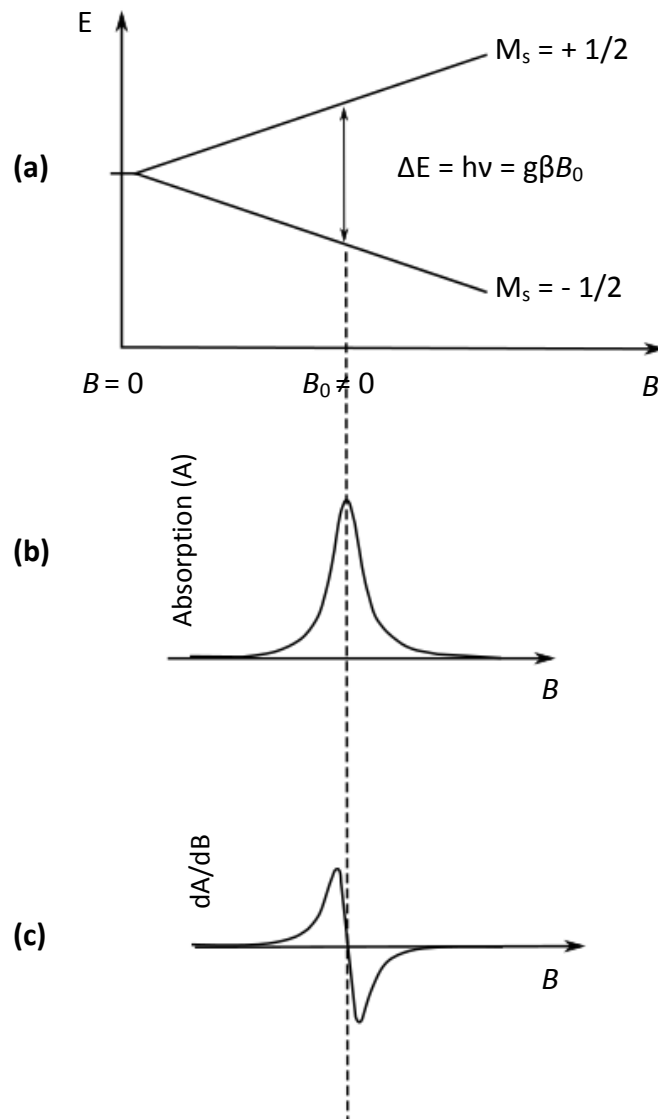 E
Mₛ = + 1/2
(a)
ΔE = hν = gβB₀
Mₛ = - 1/2
B = 0
B₀ ≠ 0
B
Absorption (A)
(b)
B
dA/dB
(c)
B